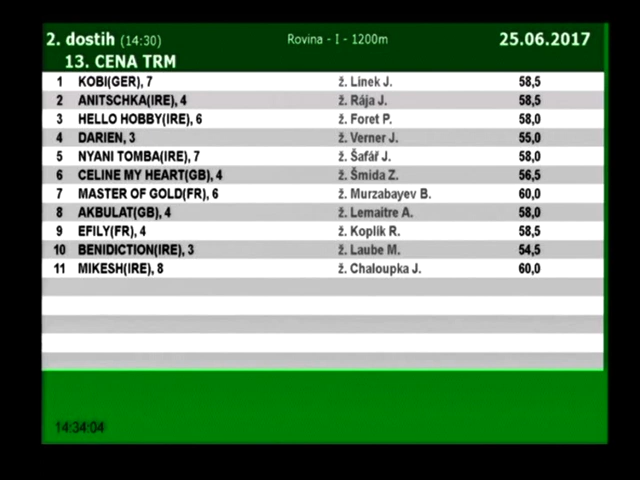 2. dostih (14:30) Rovina - I - 1200m 25.06.2017
13. CENA TRM
1 KOBI(GER), 7 ž. Linek J. 58,5
2 ANITSCHKA(IRE), 4 ž. Rája J. 58,5
3 HELLO HOBBY(IRE), 6 ž. Foret P. 58,0
4 DARIEN, 3 ž. Verner J. 55,0
5 NYANI TOMBA(IRE), 7 ž. Šafář J. 58,0
6 CELINE MY HEART(GB), 4 ž. Šmida Z. 56,5
7 MASTER OF GOLD(FR), 6 ž. Murzabayev B. 60,0
8 AKBULAT(GB), 4 ž. Lemaitre A. 58,0
9 EFILY(FR), 4 ž. Koplík R. 58,5
10 BENIDICTION(IRE), 3 ž. Laube M. 54,5
11 MIKESH(IRE), 8 ž. Chaloupka J. 60,0
14:34:04